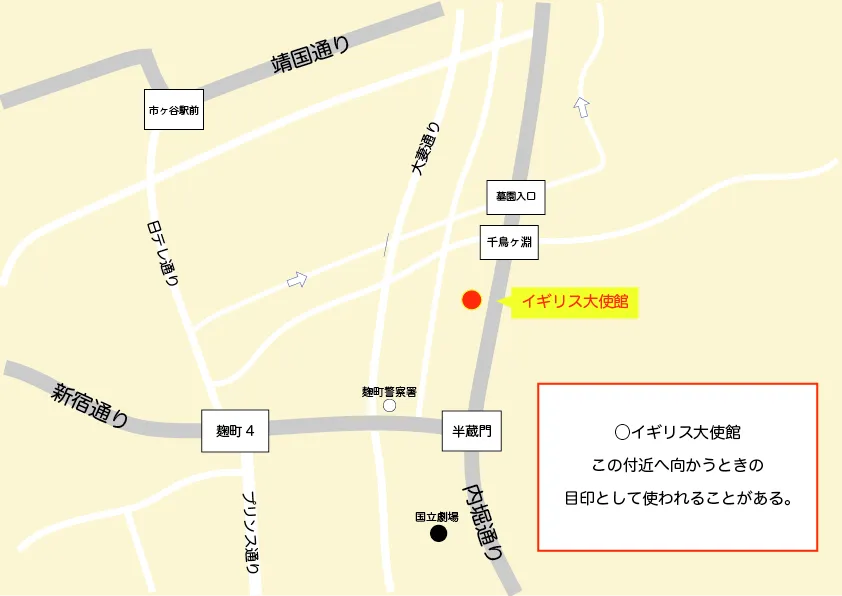 靖国通り
市ヶ谷駅前
大妻通り
墓園入口
日テレ通り
千鳥ヶ淵
イギリス大使館
新宿通り
麹町警察署
麹町4
半蔵門
○イギリス大使館
この付近へ向かうときの
目印として使われることがある。
プリンス通り
国立劇場
内堀通り